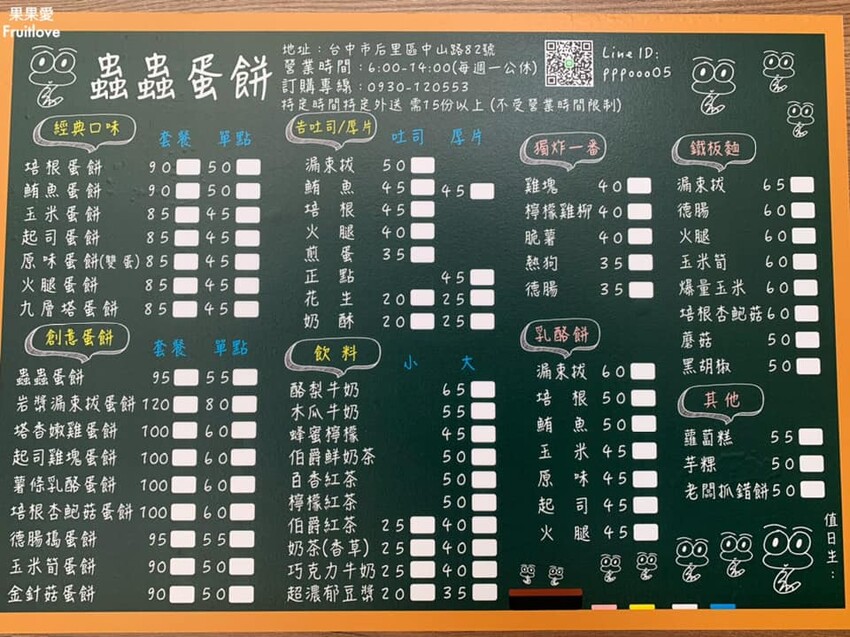 果果愛
Fruitlove
蟲蟲蛋餅
地址：台中市后里區中山路82號
營業時間：6:00-14:00(每週一公休)
訂購專線：0930-120553
特定時間特定外送 需15份以上(不受營業時間限制)
Line ID:
pppooo05
經典口味 套餐 單點
培根蛋餅 90 50
鮪魚蛋餅 90 50
玉米蛋餅 85 45
起司蛋餅 85 45
原味蛋餅(雙蛋) 85 45
火腿蛋餅 85 45
九層塔蛋餅 85 45
創意蛋餅 套餐 單點
蟲蟲蛋餅 95 55
岩漿漏東拔蛋餅 120 80
塔香嫩雞蛋餅 100 60
起司雞塊蛋餅 100 60
薯條乳酪蛋餅 100 60
培根杏鮑菇蛋餅 100 60
德腸搗蛋餅 95 55
玉米筍蛋餅 90 50
金針菇蛋餅 90 50
吉吐司/厚片 吐司 厚片
漏東拔 50
鮪魚 45 45
培根 45
火腿 40
煎蛋 35
正點 45
花生 20 25
奶酥 20 25
飲料 小 大
酪梨牛奶 65
木瓜牛奶 55
蜂蜜檸檬 45
伯爵鮮奶茶 50
百香紅茶 50
檸檬紅茶 50
伯爵紅茶 25 40
奶茶(香草) 25 40
巧克力牛奶 25 40
超濃郁豆漿 20 35
獨炸一番
雞塊 40
檸檬雞柳 40
脆薯 40
熱狗 35
德腸 35
乳酪餅
漏東拔 60
培根 50
鮪魚 50
玉米 45
原味 45
起司 45
火腿 45
鐵板麵
漏東拔 65
德腸 60
火腿 60
玉米筍 60
爆量玉米 60
培根杏鮑菇 60
蘑菇 50
黑胡椒 50
其他
蘿蔔糕 55
芋粿 50
老闆抓錯餅 50
值日生：